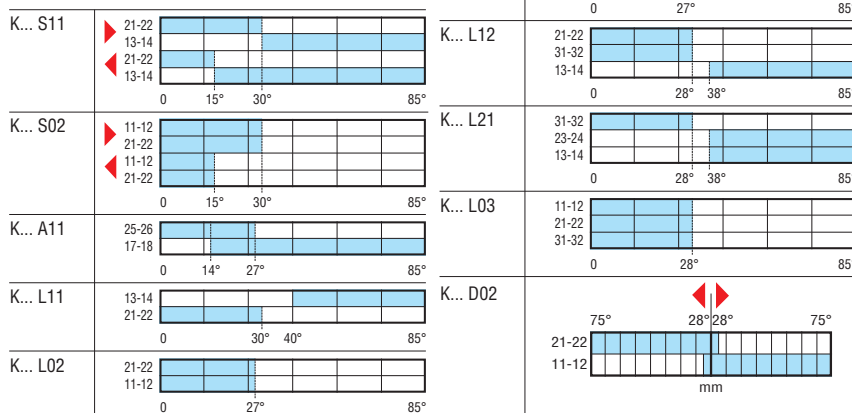 K... S11
21-22
13-14
21-22
13-14
0 15° 30° 85°
K... S02
11-12
21-22
11-12
21-22
0 15° 30° 85°
K... A11
25-26
17-18
0 14° 27° 85°
K... L11
13-14
21-22
0 30° 40° 85°
K... L02
21-22
11-12
0 27° 85°
0 27° 85°
K... L12
21-22
31-32
13-14
0 28° 38° 85°
K... L21
31-32
23-24
13-14
0 28° 38° 85°
K... L03
11-12
21-22
31-32
0 28° 85°
K... D02
75° 28° 28° 75°
21-22
11-12
mm